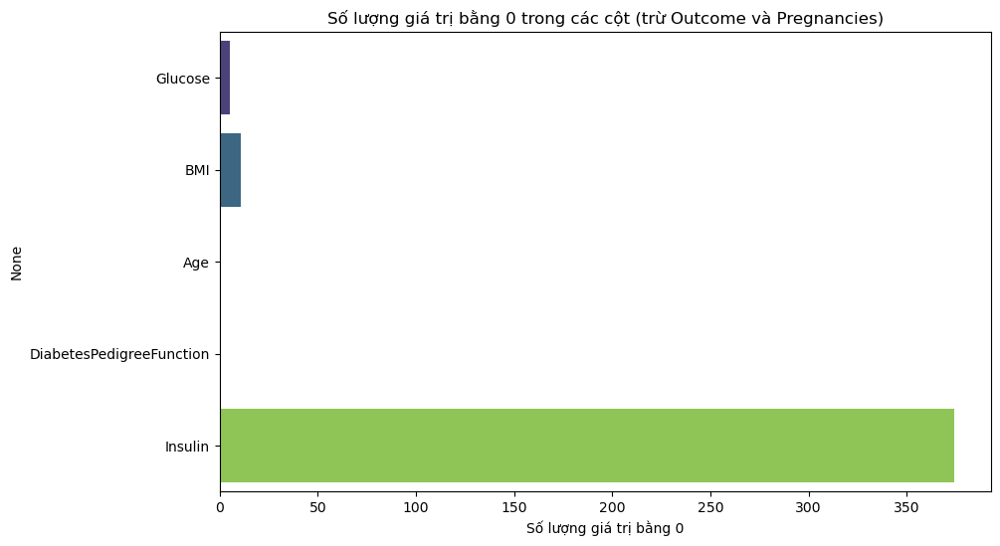 Số lượng giá trị bằng 0 trong các cột (trừ Outcome và Pregnancies)
Glucose
BMI
Age
DiabetesPedigreeFunction
Insulin
None
0 50 100 150 200 250 300 350
Số lượng giá trị bằng 0